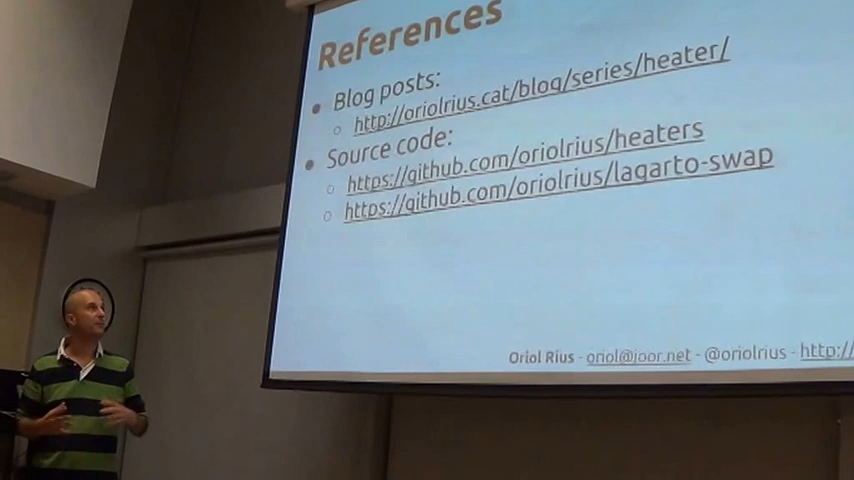 References
Blog posts:
http://oriolrius.cat/blog/series/heater/
Source code:
https://github.com/oriolrius/heaters
https://github.com/oriolrius/lagarto-swap
Oriol Rius - oriol@joor.net - @oriolrius - http://